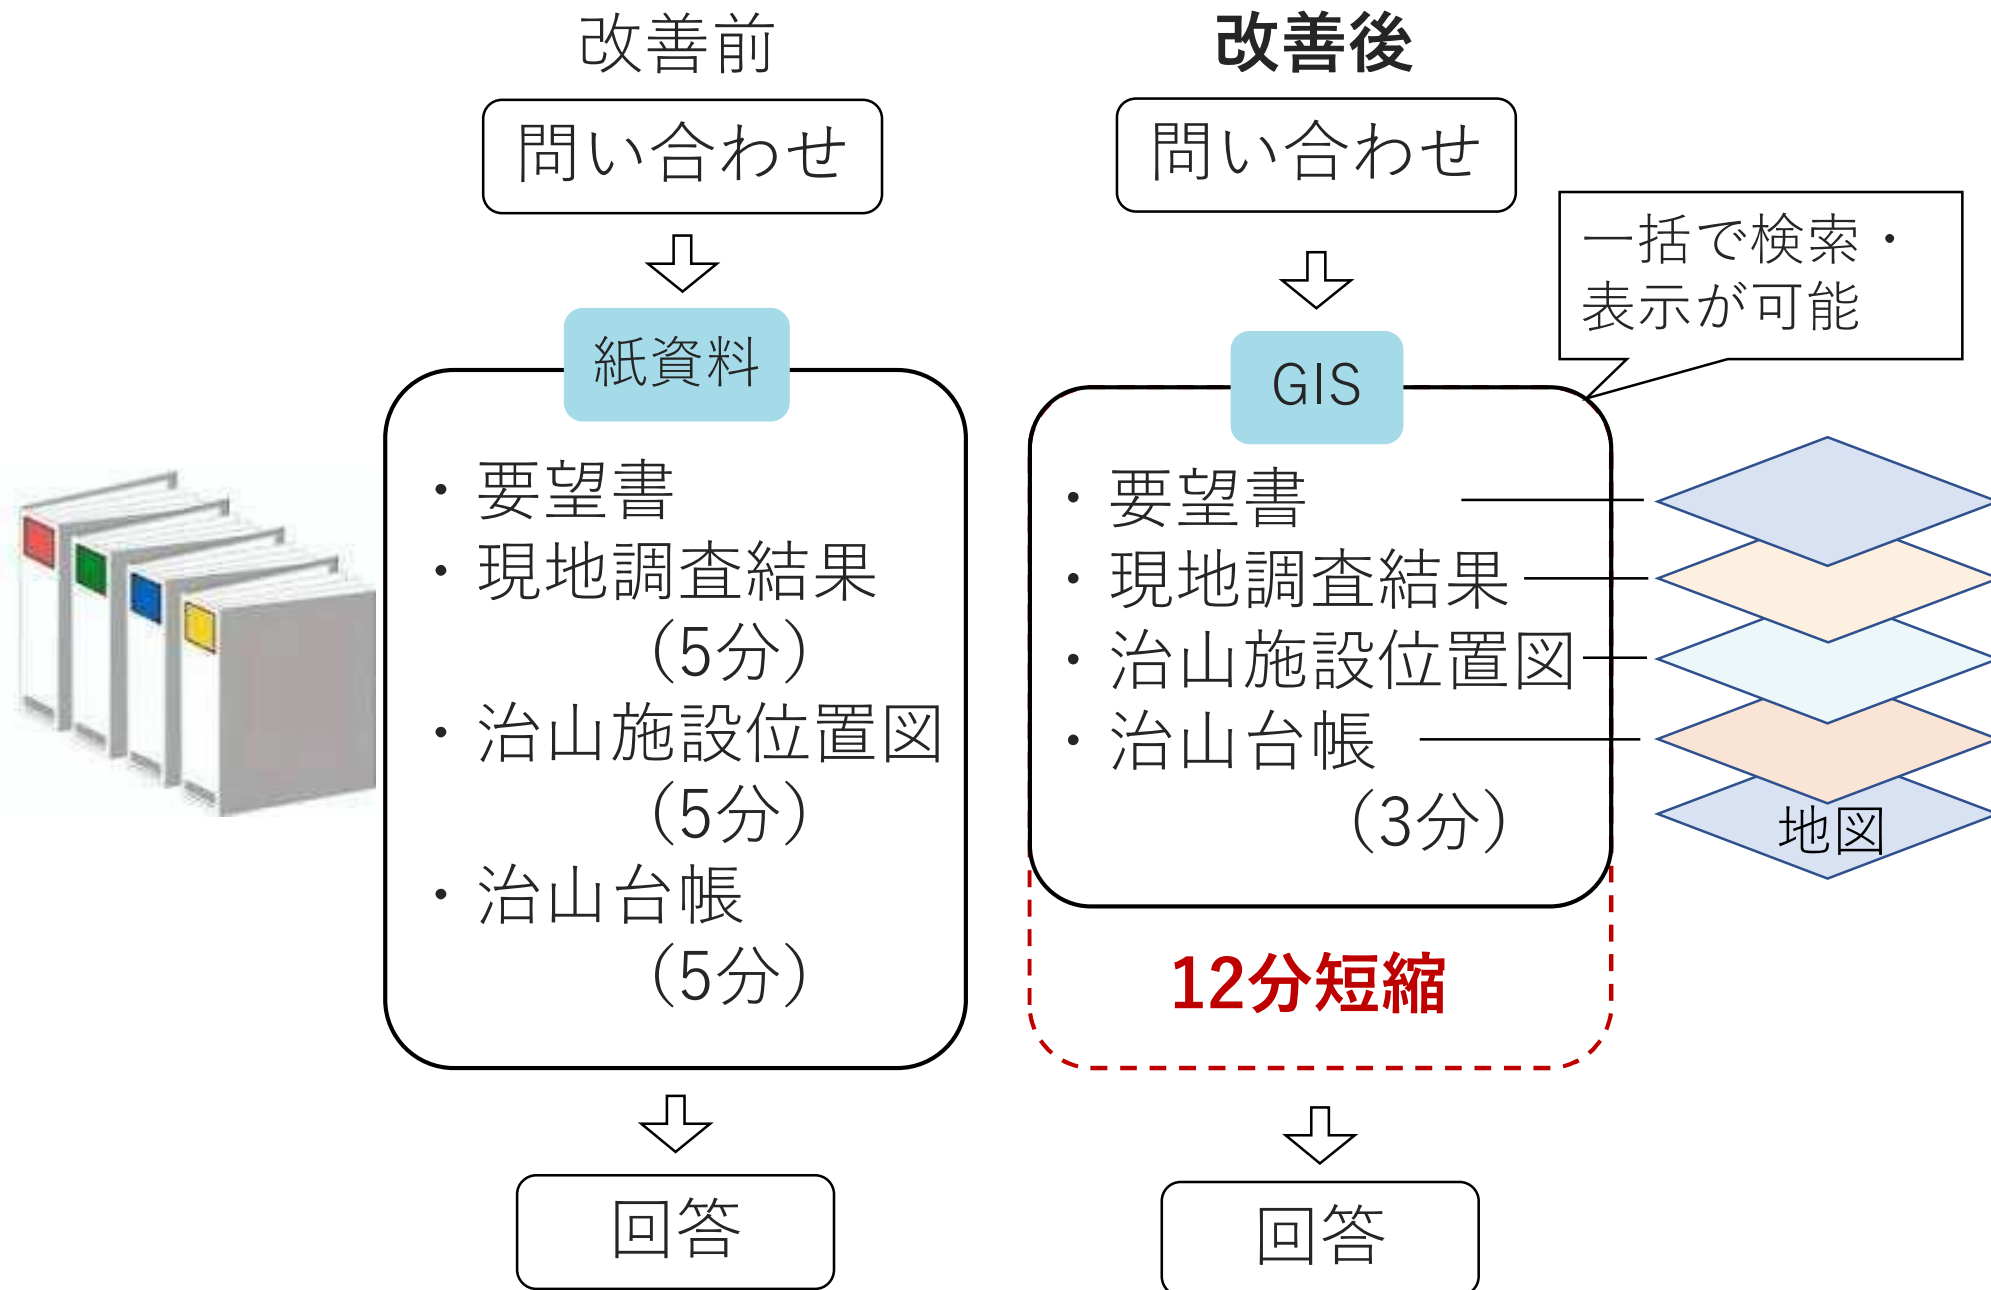 改善前
問い合わせ
紙資料
・要望書
・現地調査結果
（5分）
・治山施設位置図
（5分）
・治山台帳
（5分）
回答
改善後
問い合わせ
一括で検索・
表示が可能
GIS
・要望書
・現地調査結果
・治山施設位置図
・治山台帳
（3分）
地図
12分短縮
回答